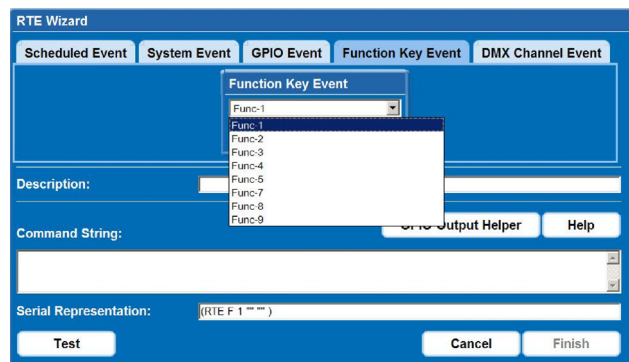 RTE Wizard
Scheduled Event System Event GPIO Event Function Key Event DMX Channel Event
Function Key Event
Func-1
Func-1
Func-2
Func-3
Func-4
Func-5
Func-7
Func-8
Func-9
Description:
Output Helper Help
Command String:
Serial Representation: (RTE F 1 "" "" )
Test Cancel Finish